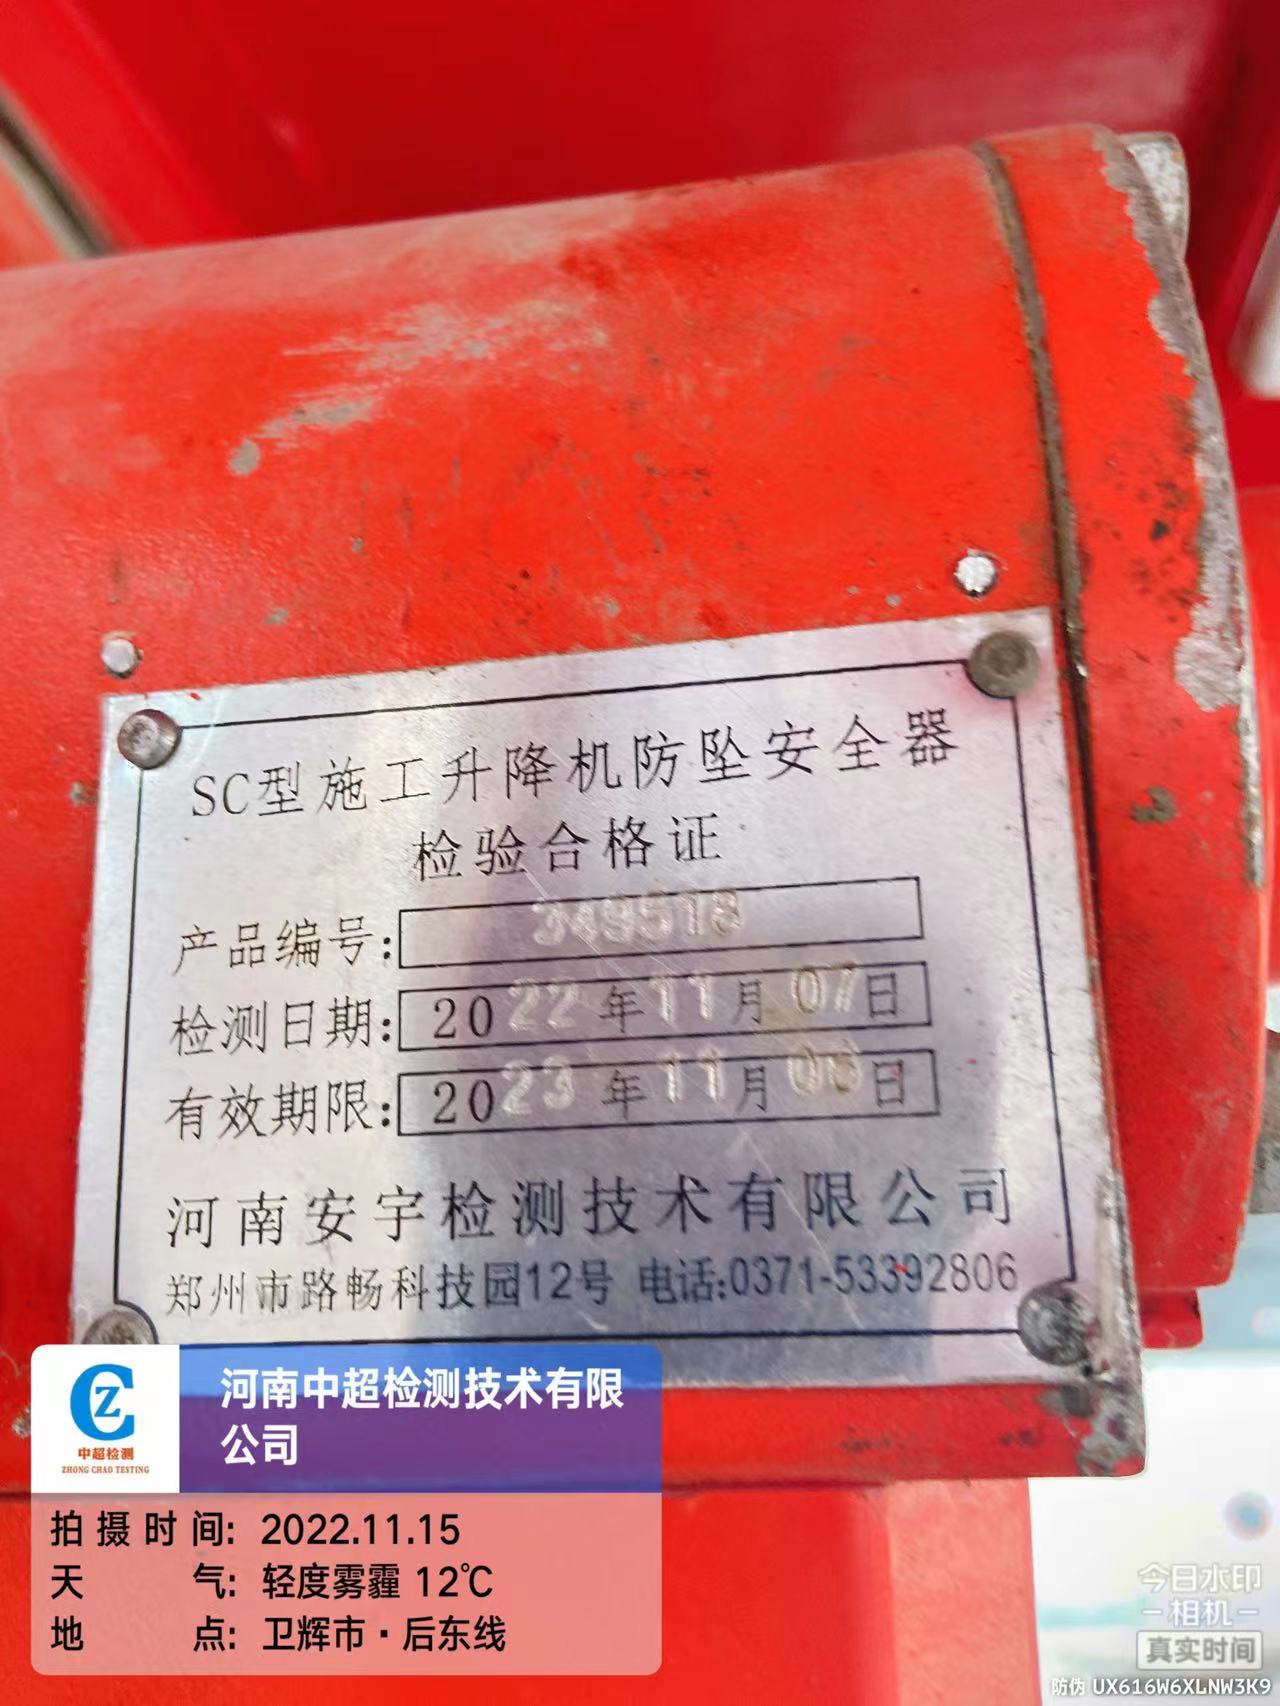 SC型施工升降机防坠安全器
检验合格证
产品编号: 349518
检测日期: 2022年11月07日
有效期限: 2023年11月06日
河南安宇检测技术有限公司
郑州市路畅科技园12号 电话:0371-53392806
CZ
中超检测
ZHONG CHAO TESTING
河南中超检测技术有限
公司
拍摄时间: 2022.11.15
天气: 轻度雾霾 12℃
地点: 卫辉市·后东线
今日水印
-相机-
真实时间
防伪 UX616W6XLNW3K9